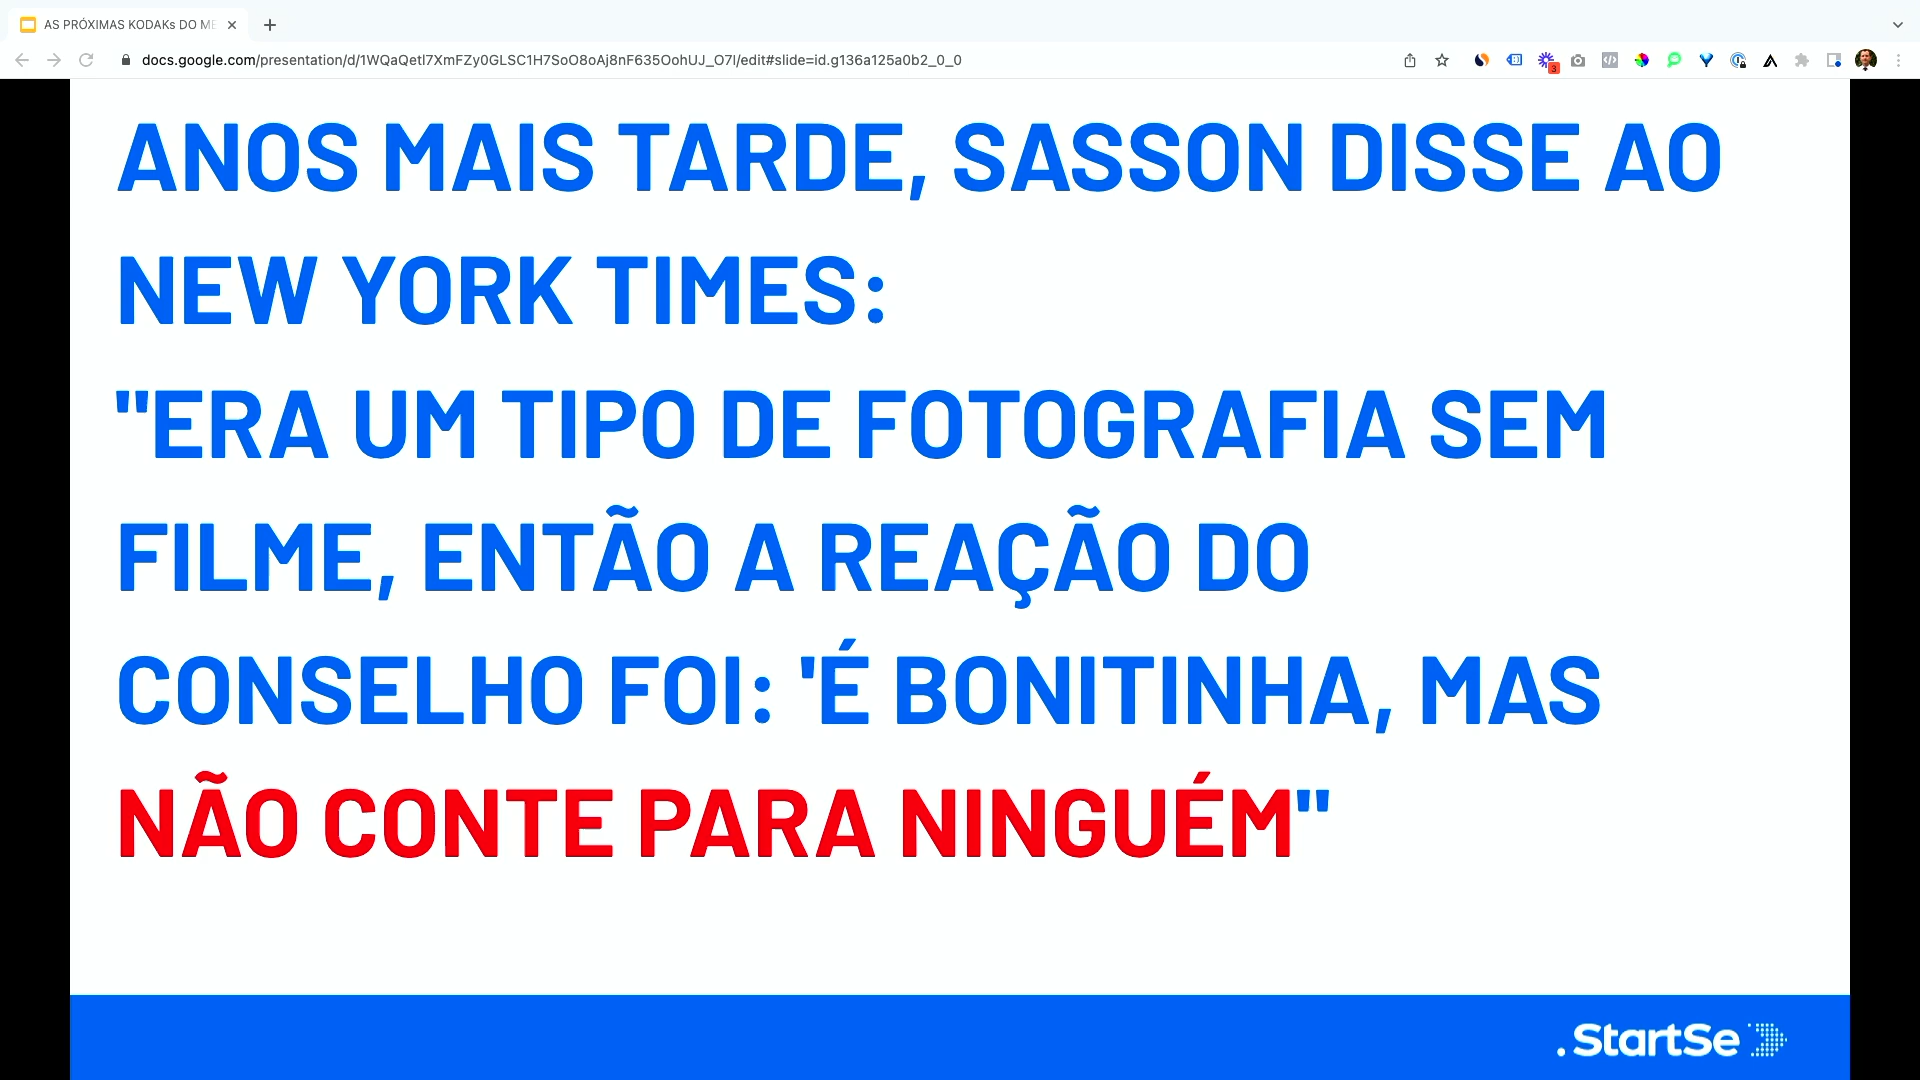 AS PRÓXIMAS KODAKs DO ME
docs.google.com/presentation/d/1WQaQetl7XmFZy0GLSC1H7SoO8oAj8nF635OohUJ_O7I/edit#slide=id.g136a125a0b2_0_0
3
ANOS MAIS TARDE, SASSON DISSE AO
NEW YORK TIMES:
"ERA UM TIPO DE FOTOGRAFIA SEM
FILME, ENTÃO A REAÇÃO DO
CONSELHO FOI: 'É BONITINHA, MAS
NÃO CONTE PARA NINGUÉM"
.StartSe